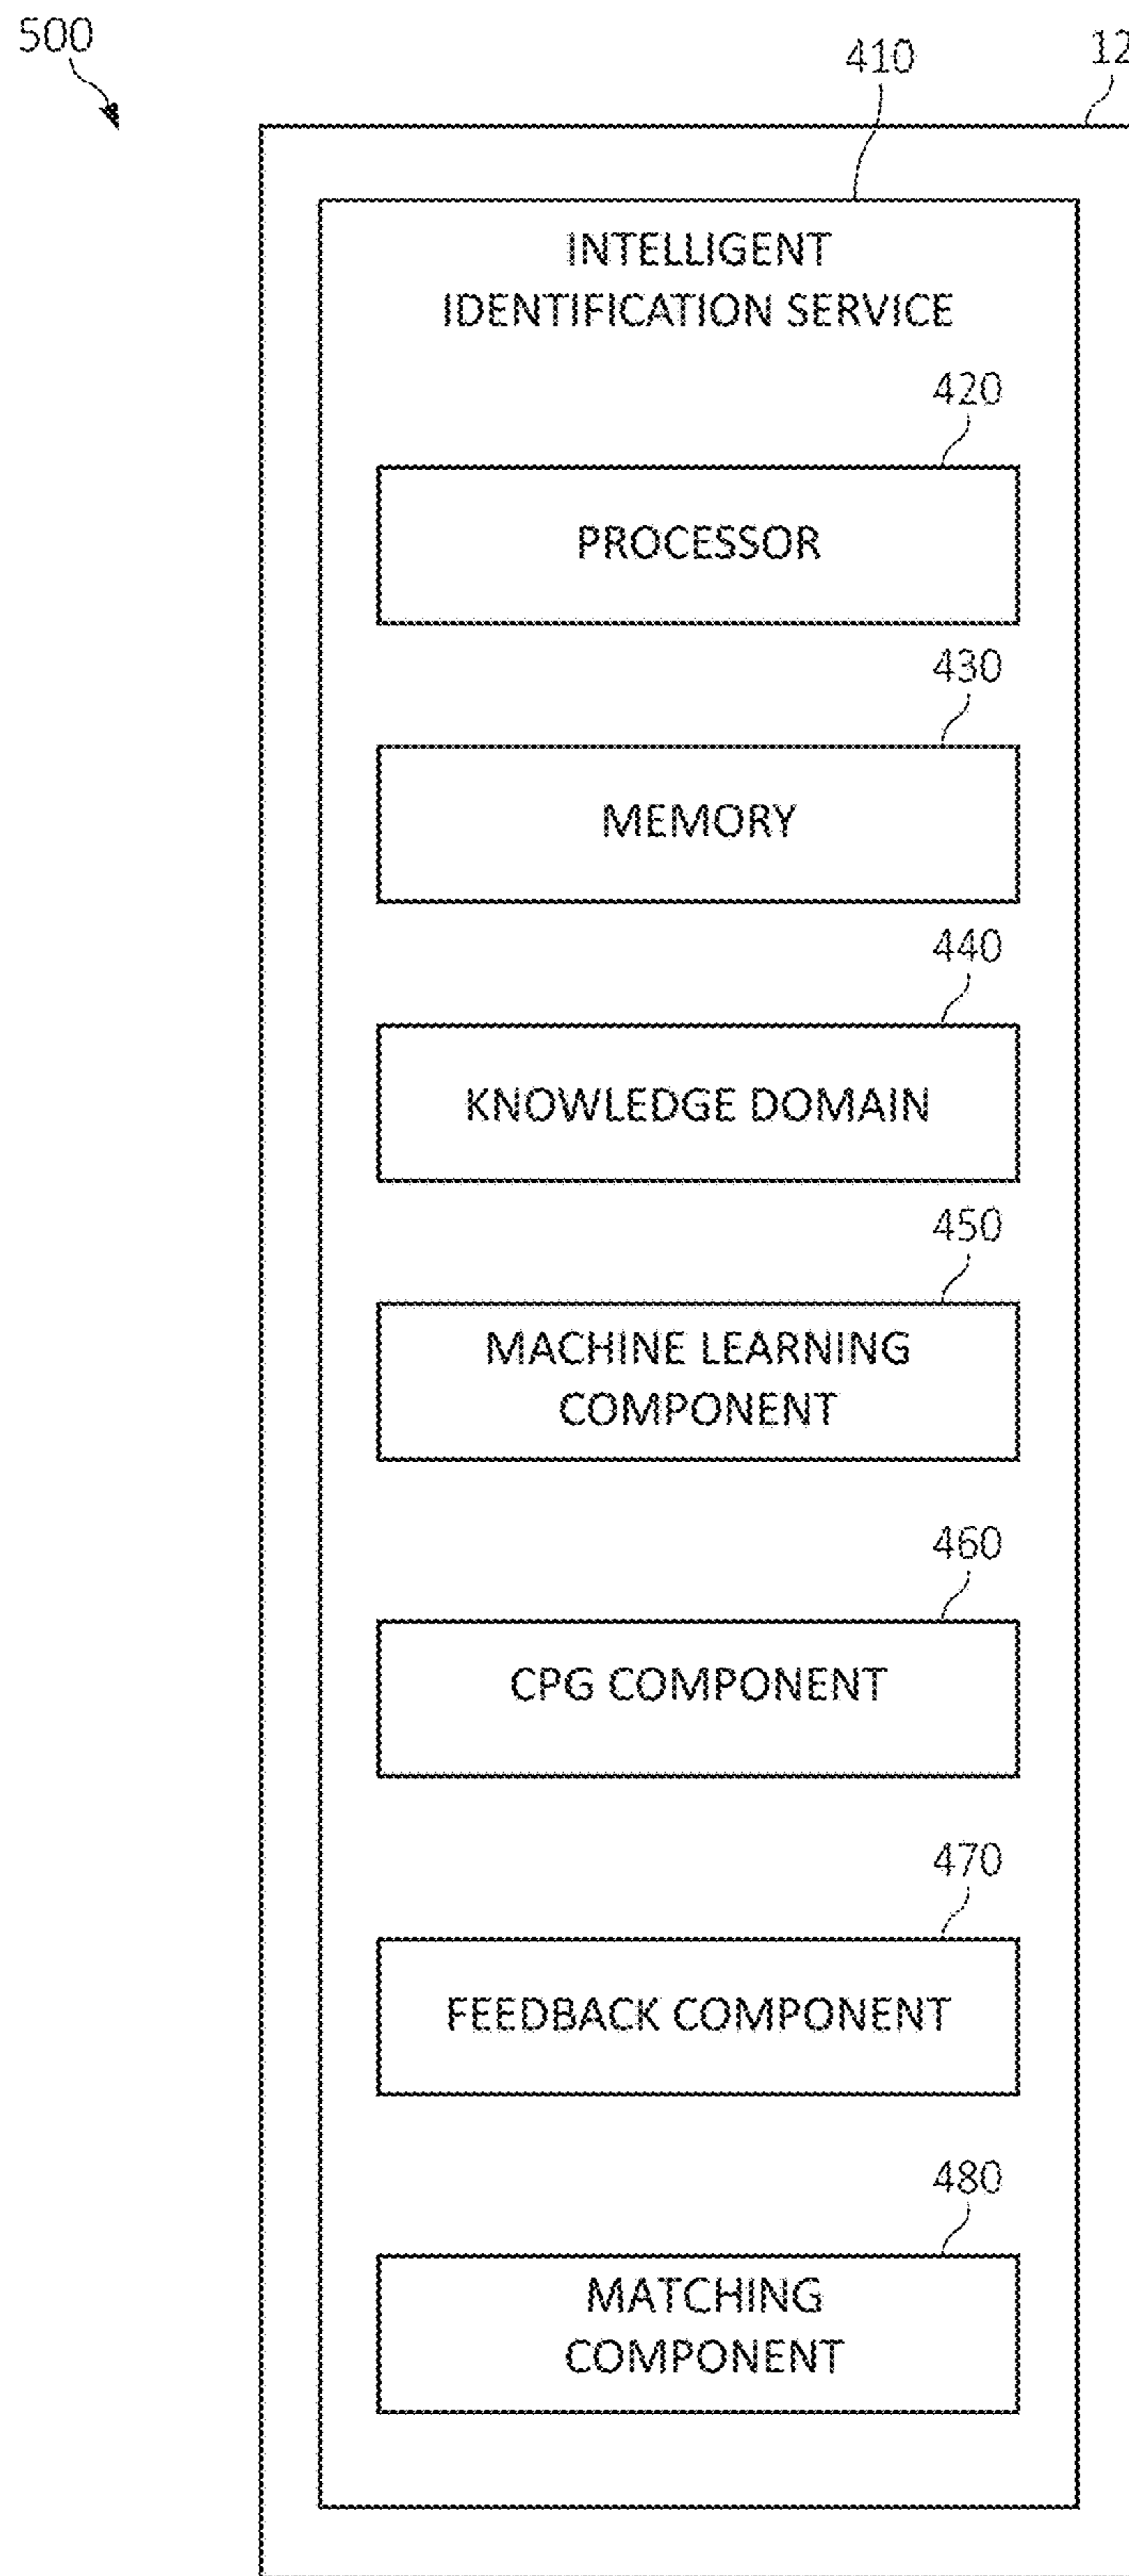 500
410
12
INTELLIGENT
IDENTIFICATION SERVICE
420
PROCESSOR
430
MEMORY
440
KNOWLEDGE DOMAIN
450
MACHINE LEARNING
COMPONENT
460
CPG COMPONENT
470
FEEDBACK COMPONENT
480
MATCHING
COMPONENT